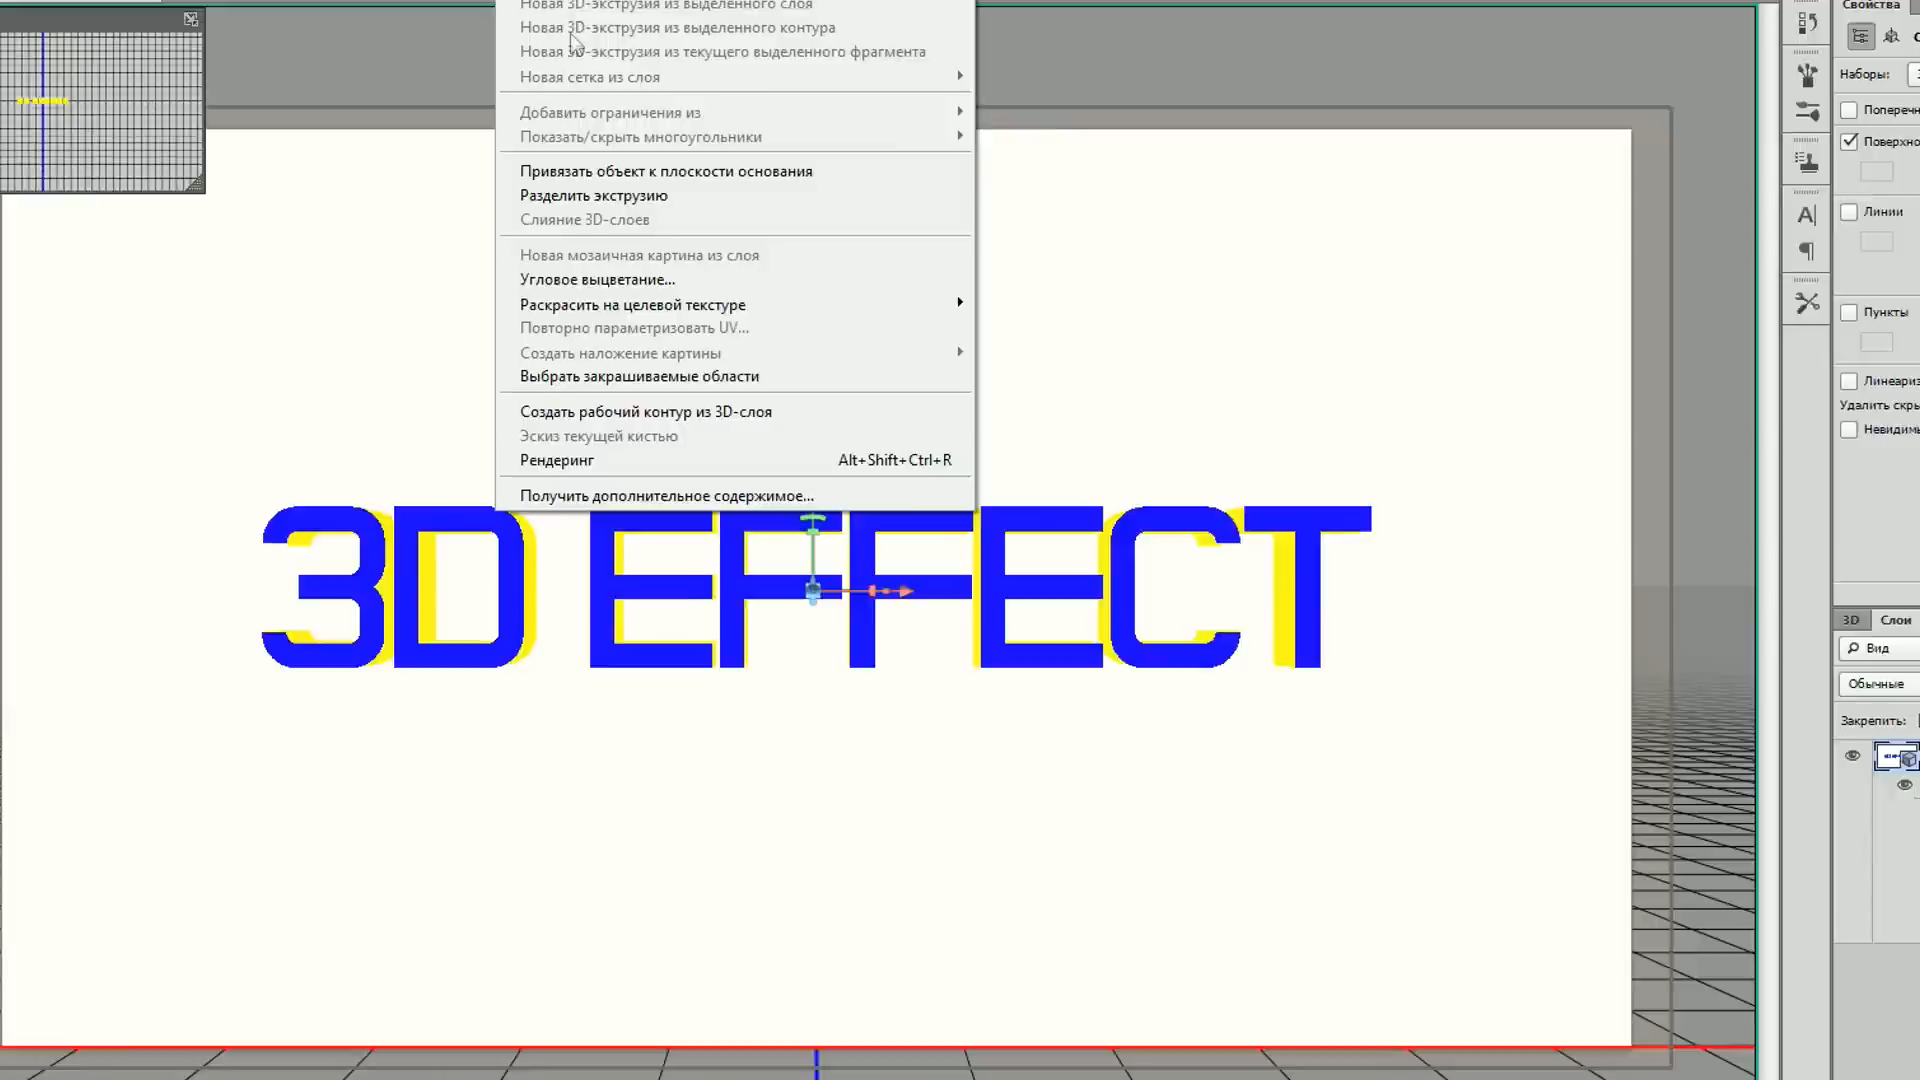 Новая 3D-экструзия из выделенного слоя
Новая 3D-экструзия из выделенного контура
Новая 3D-экструзия из текущего выделенного фрагмента
Новая сетка из слоя
Добавить ограничения из
Показать/скрыть многоугольники
Привязать объект к плоскости основания
Разделить экструзию
Слияние 3D-слоев
Новая мозаичная картина из слоя
Угловое выцветание...
Раскрасить на целевой текстуре
Повторно параметризовать UV...
Создать наложение картины
Выбрать закрашиваемые области
Создать рабочий контур из 3D-слоя
Эскиз текущей кистью
Рендеринг Alt+Shift+Ctrl+R
Получить дополнительное содержимое...
3D EFFECT
Свойства
Наборы:
Поперечн
Поверхно
Линии
Пункты
Линеариз
Удалить скры
Невидимы
3D Слои
Вид
Обычные
Закрепить: